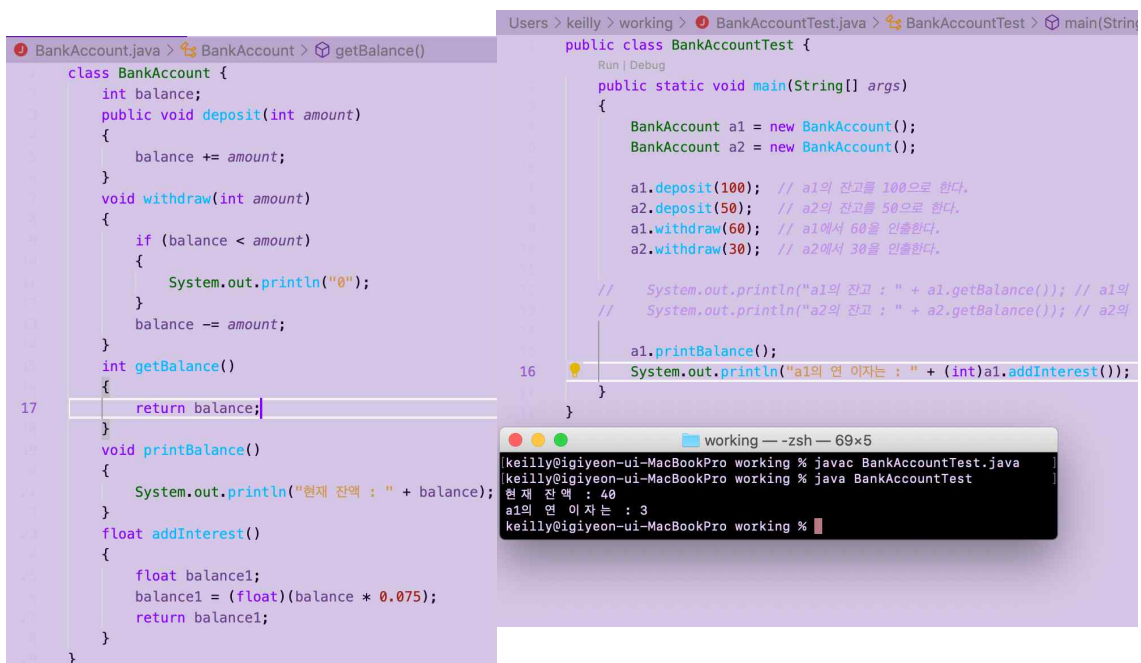 BankAccount.java > BankAccount > getBalance()
class BankAccount {
int balance;
public void deposit(int amount)
{
balance += amount;
}
void withdraw(int amount)
{
if (balance < amount)
{
System.out.println("0");
}
balance -= amount;
}
int getBalance()
{
17 return balance;
}
void printBalance()
{
System.out.println("현재 잔액 : " + balance);
}
float addInterest()
{
float balance1;
balance1 = (float)(balance * 0.075);
return balance1;
}
}
Users > keilly > working > BankAccountTest.java > BankAccountTest > main(String
public class BankAccountTest {
Run | Debug
public static void main(String[] args)
{
BankAccount a1 = new BankAccount();
BankAccount a2 = new BankAccount();
a1.deposit(100); // a1의 잔고를 100으로 한다.
a2.deposit(50); // a2의 잔고를 50으로 한다.
a1.withdraw(60); // a1에서 60을 인출한다.
a2.withdraw(30); // a2에서 30을 인출한다.
// System.out.println("a1의 잔고 : " + a1.getBalance()); // a1의
// System.out.println("a2의 잔고 : " + a2.getBalance()); // a2의
a1.printBalance();
16 System.out.println("a1의 연 이자는 : " + (int)a1.addInterest());
}
}
working — -zsh — 69×5
[keilly@igiyeon-ui-MacBookPro working % javac BankAccountTest.java ]
[keilly@igiyeon-ui-MacBookPro working % java BankAccountTest ]
현재 잔액 : 40
a1의 연 이자는 : 3
keilly@igiyeon-ui-MacBookPro working %